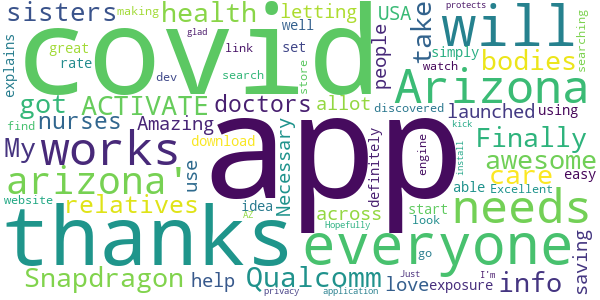 sisters
health
making
glad
great
rate
link
set
well
dev
letting
people
USA
simply
watch
protects
searching
explains
covid
will
take
bodies
got
ACTIVATE
search
store
Arizona
My
nurses
Amazing
doctors
allot
discovered
launched
using
find
works
download
app
definitely
engine
kick
Finally
easy
website
use
Necessary
awesome
install
arizona'
care
able
Excellent
relatives
idea
AZ
across
start
look
needs
thanks
Hopefully
everyone
go
saving
Snapdragon
help
Qualcomm
love
exposure
I'm
info
privacy
application
Just